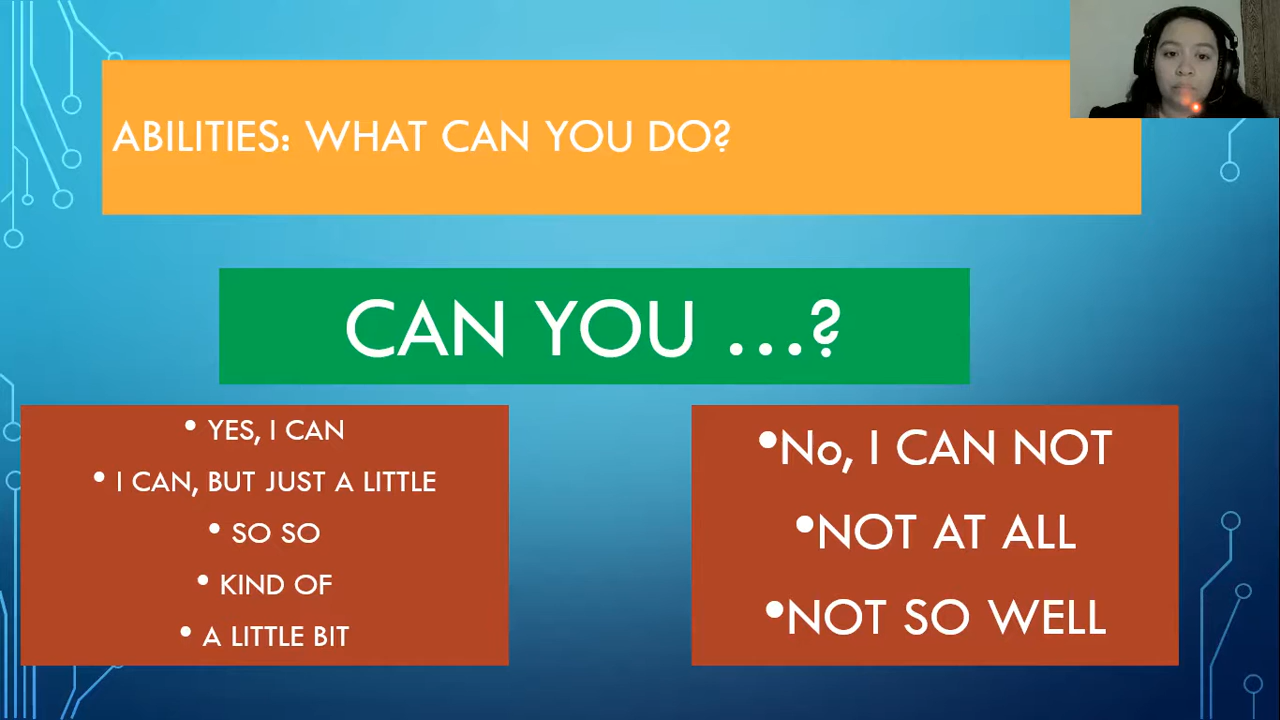 ABILITIES: WHAT CAN YOU DO?
CAN YOU ...?
• YES, I CAN
• I CAN, BUT JUST A LITTLE
• SO SO
• KIND OF
• A LITTLE BIT
•No, I CAN NOT
•NOT AT ALL
•NOT SO WELL